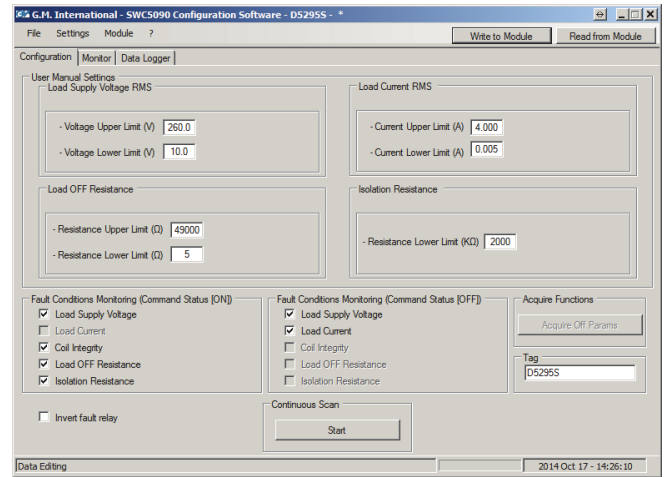 G.M. International - SWC5090 Configuration Software - D5295S - *
File Settings Module ? Write to Module Read from Module
Configuration Monitor Data Logger
User Manual Settings
Load Supply Voltage RMS
- Voltage Upper Limit (V) 260.0
- Voltage Lower Limit (V) 10.0
Load Current RMS
- Current Upper Limit (A) 4.000
- Current Lower Limit (A) 0.005
Load OFF Resistance
- Resistance Upper Limit (Ω) 49000
- Resistance Lower Limit (Ω) 5
Isolation Resistance
- Resistance Lower Limit (KΩ) 2000
Fault Conditions Monitoring (Command Status [ON])
Load Supply Voltage
Load Current
Coil Integrity
Load OFF Resistance
Isolation Resistance
Fault Conditions Monitoring (Command Status [OFF])
Load Supply Voltage
Load Current
Coil Integrity
Load OFF Resistance
Isolation Resistance
Acquire Functions
Acquire Off Params
Tag
D5295S
Invert fault relay
Continuous Scan
Start
Data Editing 2014 Oct 17 - 14:26:10